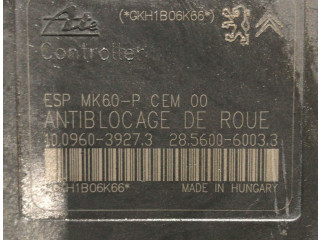 Ate (*GKH1B06K66*)
Controller
ESP MK60-P CEM 00
ANTIBLOCAGE DE ROUE
10.0960-3927.3 28.5600-6003.3
*GKH1B06K66* MADE IN HUNGARY